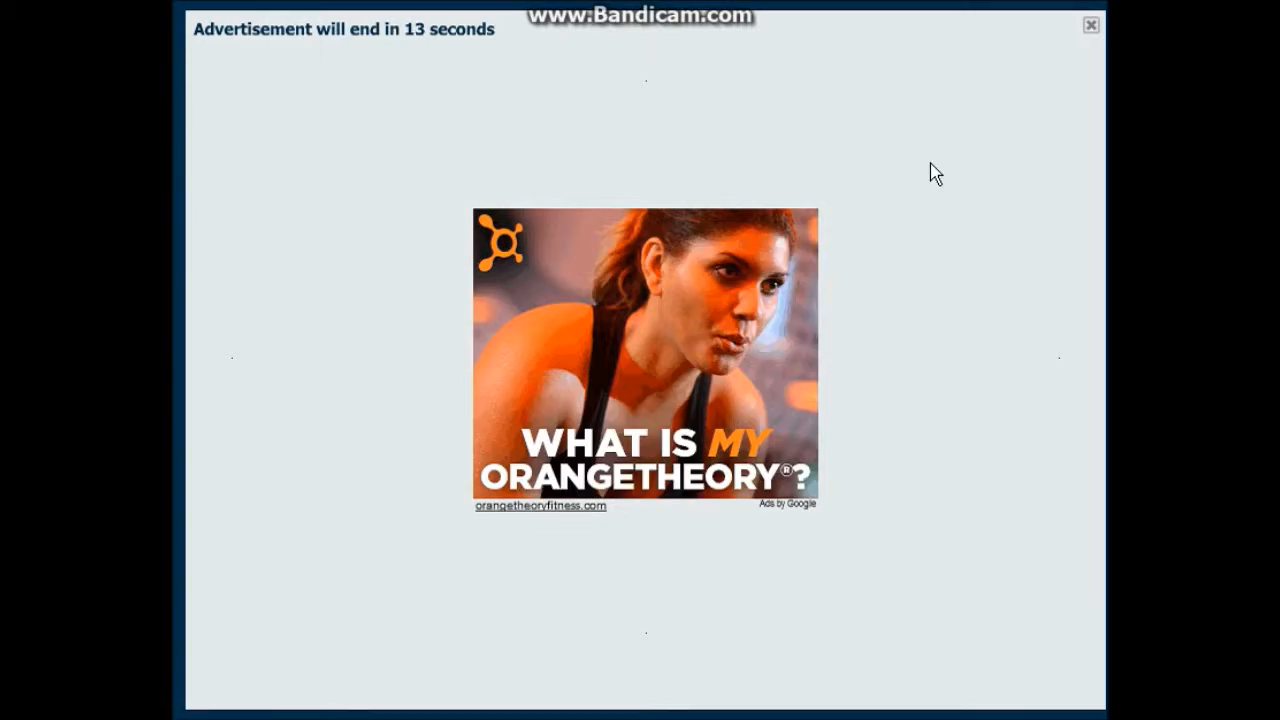 www.Bandicam.com
Advertisement will end in 13 seconds
WHAT IS MY
ORANGETHEORY®?
orangetheoryfitness.com
Ads by Google